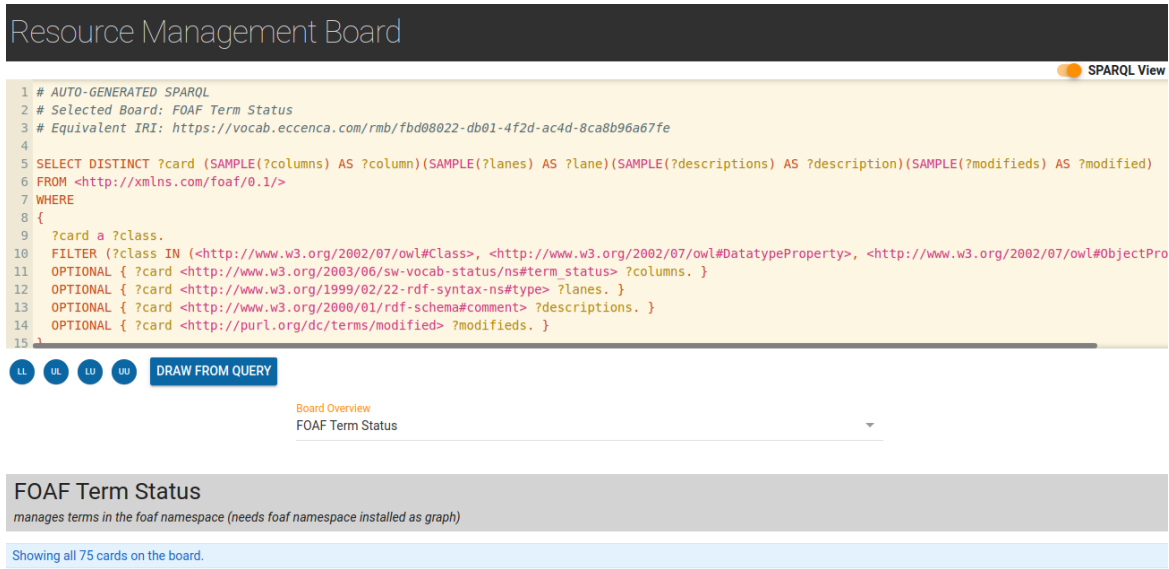 Resource Management Board
SPARQL View
1 # AUTO-GENERATED SPARQL
2 # Selected Board: FOAF Term Status
3 # Equivalent IRI: https://vocab.eccenca.com/rmb/fbd08022-db01-4f2d-ac4d-8ca8b96a67fe
4
5 SELECT DISTINCT ?card (SAMPLE(?columns) AS ?column)(SAMPLE(?lanes) AS ?lane)(SAMPLE(?descriptions) AS ?description)(SAMPLE(?modifieds) AS ?modified)
6 FROM <http://xmlns.com/foaf/0.1/>
7 WHERE
8 {
9 ?card a ?class.
10 FILTER (?class IN (<http://www.w3.org/2002/07/owl#Class>, <http://www.w3.org/2002/07/owl#DatatypeProperty>, <http://www.w3.org/2002/07/owl#ObjectPro
11 OPTIONAL { ?card <http://www.w3.org/2003/06/sw-vocab-status/ns#term_status> ?columns. }
12 OPTIONAL { ?card <http://www.w3.org/1999/02/22-rdf-syntax-ns#type> ?lanes. }
13 OPTIONAL { ?card <http://www.w3.org/2000/01/rdf-schema#comment> ?descriptions. }
14 OPTIONAL { ?card <http://purl.org/dc/terms/modified> ?modifieds. }
15 }
LL UL LU UU DRAW FROM QUERY
Board Overview
FOAF Term Status
FOAF Term Status
manages terms in the foaf namespace (needs foaf namespace installed as graph)
Showing all 75 cards on the board.